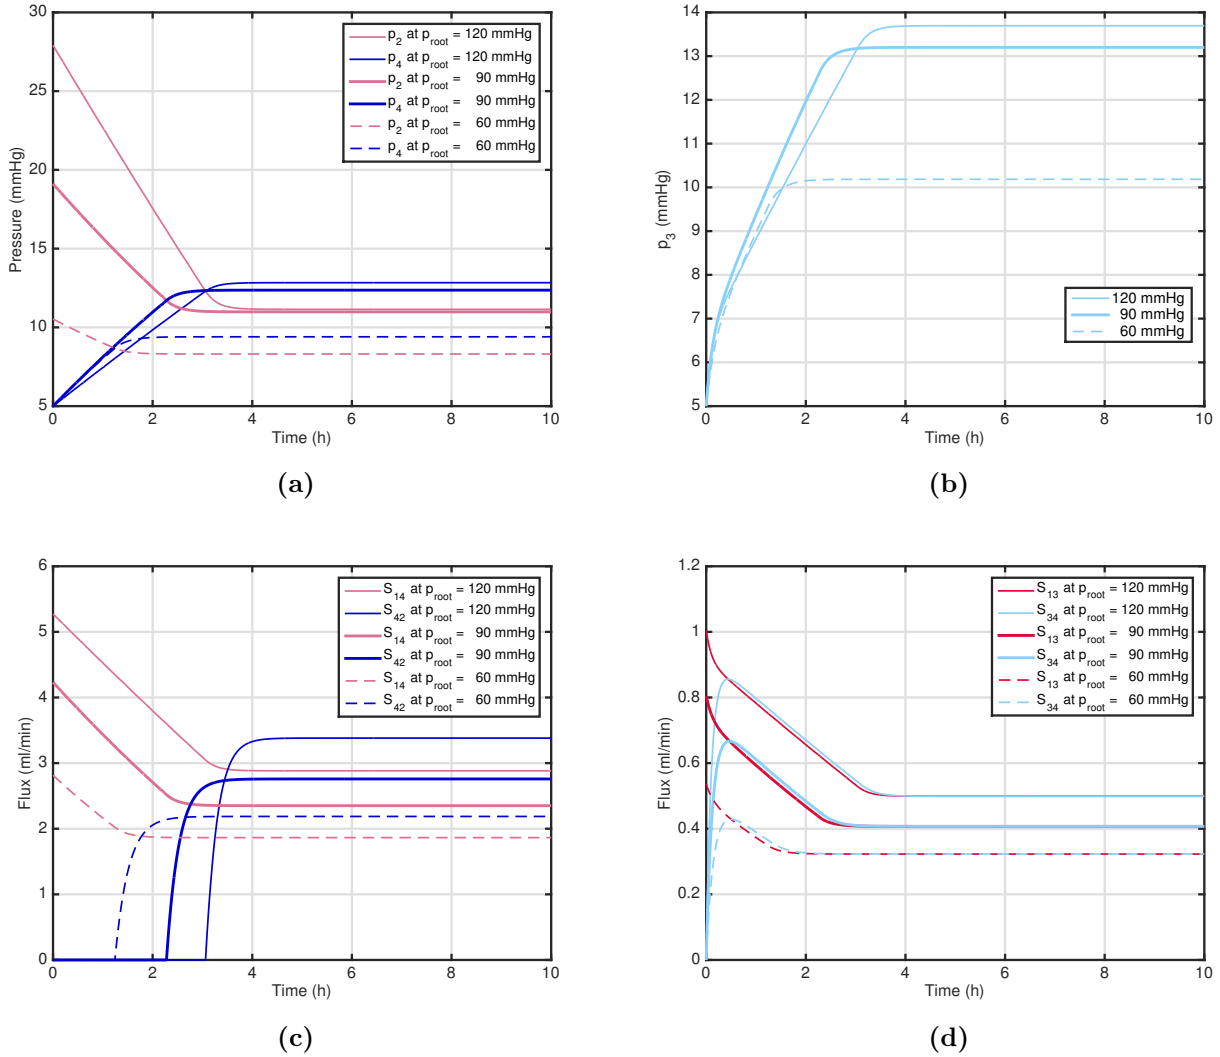 30
25
20
15
10
5
0 2 4 6 8 10
Pressure (mmHg)
Time (h)
p2 at proot = 120 mmHg
p4 at proot = 120 mmHg
p2 at proot = 90 mmHg
p4 at proot = 90 mmHg
p2 at proot = 60 mmHg
p4 at proot = 60 mmHg
(a)
14
13
12
11
10
9
8
7
6
5
0 2 4 6 8 10
p3 (mmHg)
Time (h)
120 mmHg
90 mmHg
60 mmHg
(b)
6
5
4
3
2
1
0
0 2 4 6 8 10
Flux (ml/min)
Time (h)
S14 at proot = 120 mmHg
S42 at proot = 120 mmHg
S14 at proot = 90 mmHg
S42 at proot = 90 mmHg
S14 at proot = 60 mmHg
S42 at proot = 60 mmHg
(c)
1.2
1
0.8
0.6
0.4
0.2
0
0 2 4 6 8 10
Flux (ml/min)
Time (h)
S13 at proot = 120 mmHg
S34 at proot = 120 mmHg
S13 at proot = 90 mmHg
S34 at proot = 90 mmHg
S13 at proot = 60 mmHg
S34 at proot = 60 mmHg
(d)